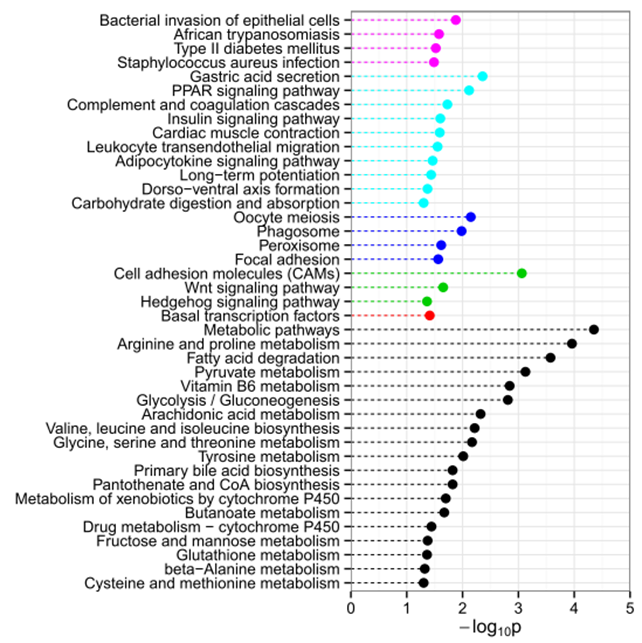 Bacterial invasion of epithelial cells
African trypanosomiasis
Type II diabetes mellitus
Staphylococcus aureus infection
Gastric acid secretion
PPAR signaling pathway
Complement and coagulation cascades
Insulin signaling pathway
Cardiac muscle contraction
Leukocyte transendothelial migration
Adipocytokine signaling pathway
Long−term potentiation
Dorso−ventral axis formation
Carbohydrate digestion and absorption
Oocyte meiosis
Phagosome
Peroxisome
Focal adhesion
Cell adhesion molecules (CAMs)
Wnt signaling pathway
Hedgehog signaling pathway
Basal transcription factors
Metabolic pathways
Arginine and proline metabolism
Fatty acid degradation
Pyruvate metabolism
Vitamin B6 metabolism
Glycolysis / Gluconeogenesis
Arachidonic acid metabolism
Valine, leucine and isoleucine biosynthesis
Glycine, serine and threonine metabolism
Tyrosine metabolism
Primary bile acid biosynthesis
Pantothenate and CoA biosynthesis
Metabolism of xenobiotics by cytochrome P450
Butanoate metabolism
Drug metabolism − cytochrome P450
Fructose and mannose metabolism
Glutathione metabolism
beta−Alanine metabolism
Cysteine and methionine metabolism
0 1 2 3 4 5
−log₁₀p